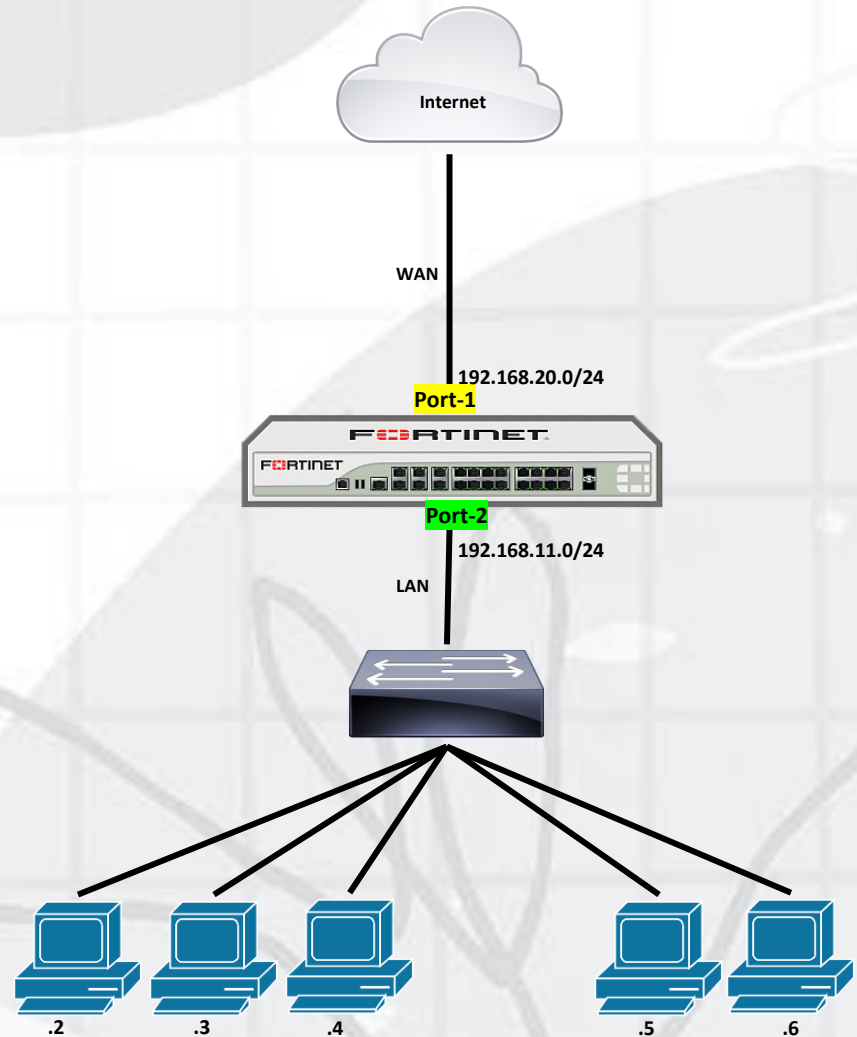 Internet
WAN
192.168.20.0/24
Port-1
FORTINET
FORTINET
Port-2
192.168.11.0/24
LAN
.2
.3
.4
.5
.6